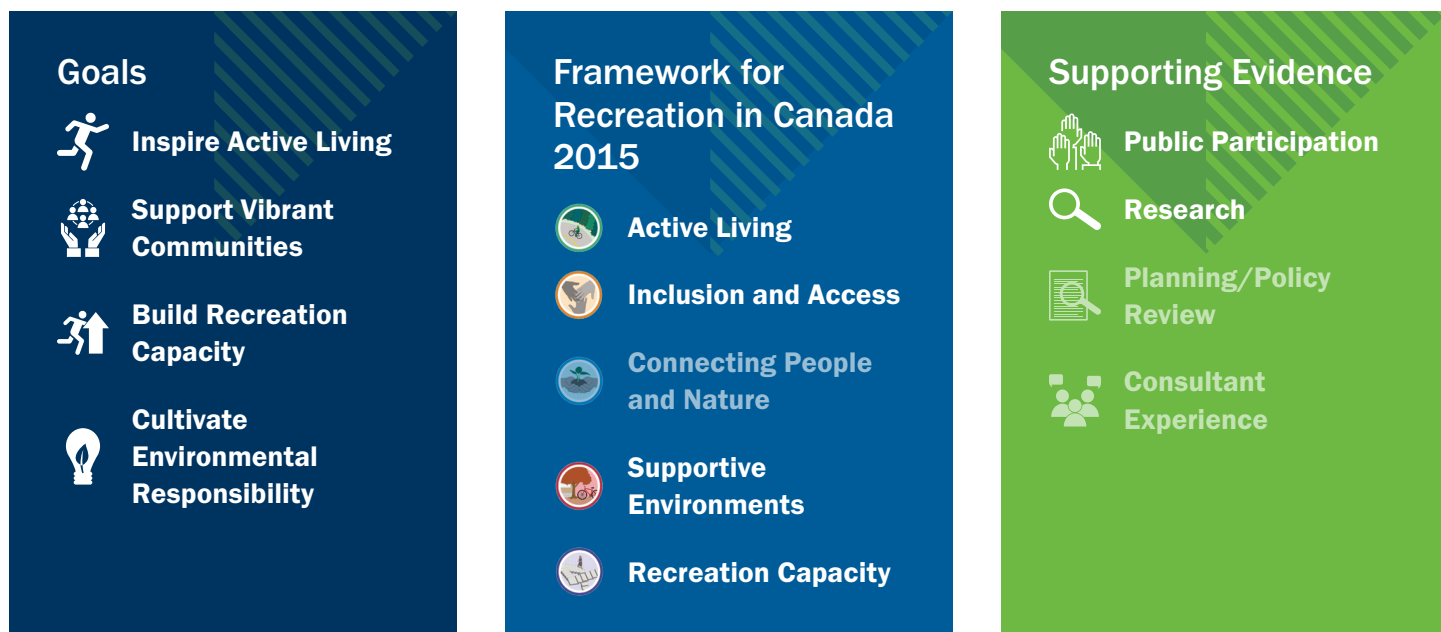 Goals
Inspire Active Living
Support Vibrant
Communities
Build Recreation
Capacity
Cultivate
Environmental
Responsibility
Framework for
Recreation in Canada
2015
Active Living
Inclusion and Access
Connecting People
and Nature
Supportive
Environments
Recreation Capacity
Supporting Evidence
Public Participation
Research
Planning/Policy
Review
Consultant
Experience